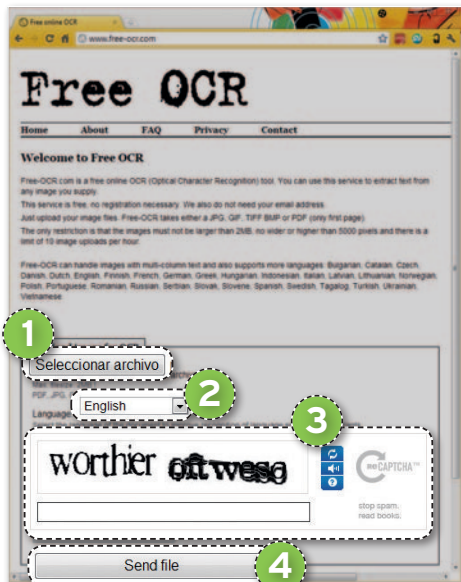 Free online OCR
www.free-ocr.com
Free OCR
Home About FAQ Privacy Contact
Welcome to Free OCR
Free-OCR.com is a free online OCR (Optical Character Recognition) tool. You can use this service to extract text from
any image you supply.
This service is free, no registration necessary. We also do not need your email address.
Just upload your image files. Free-OCR takes either a JPG, GIF, TIFF BMP or PDF (only first page).
The only restriction is that the images must not be larger than 2MB, no wider or higher than 5000 pixels and there is a
limit of 10 image uploads per hour.
Free-OCR can handle images with multi-column text and also supports more languages: Bulgarian, Catalan, Czech,
Danish, Dutch, English, Finnish, French, German, Greek, Hungarian, Indonesian, Italian, Latvian, Lithuanian, Norwegian,
Polish, Portuguese, Romanian, Russian, Serbian, Slovak, Slovene, Spanish, Swedish, Tagalog, Turkish, Ukrainian,
Vietnamese
1
Seleccionar archivo
PDF, JPG,
2
English
Language
3
worthier
reCAPTCHA™
stop spam.
read books.
Send file
4